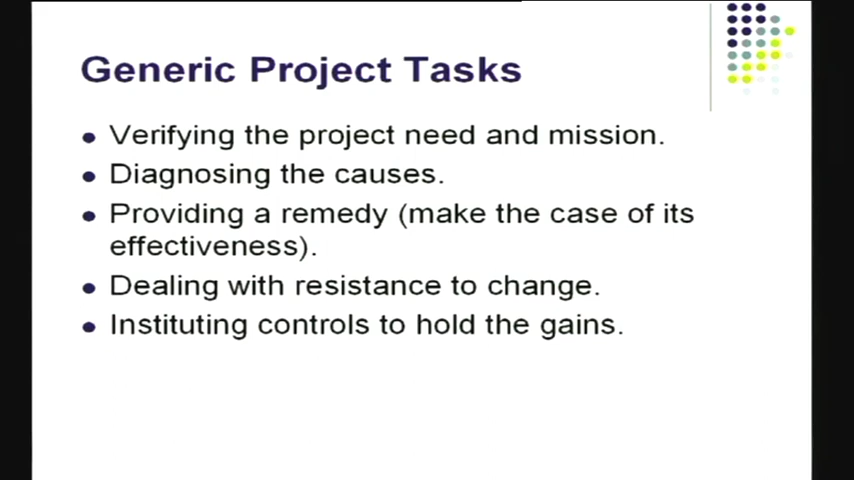 Generic Project Tasks
Verifying the project need and mission.
Diagnosing the causes.
Providing a remedy (make the case of its
effectiveness).
Dealing with resistance to change.
Instituting controls to hold the gains.